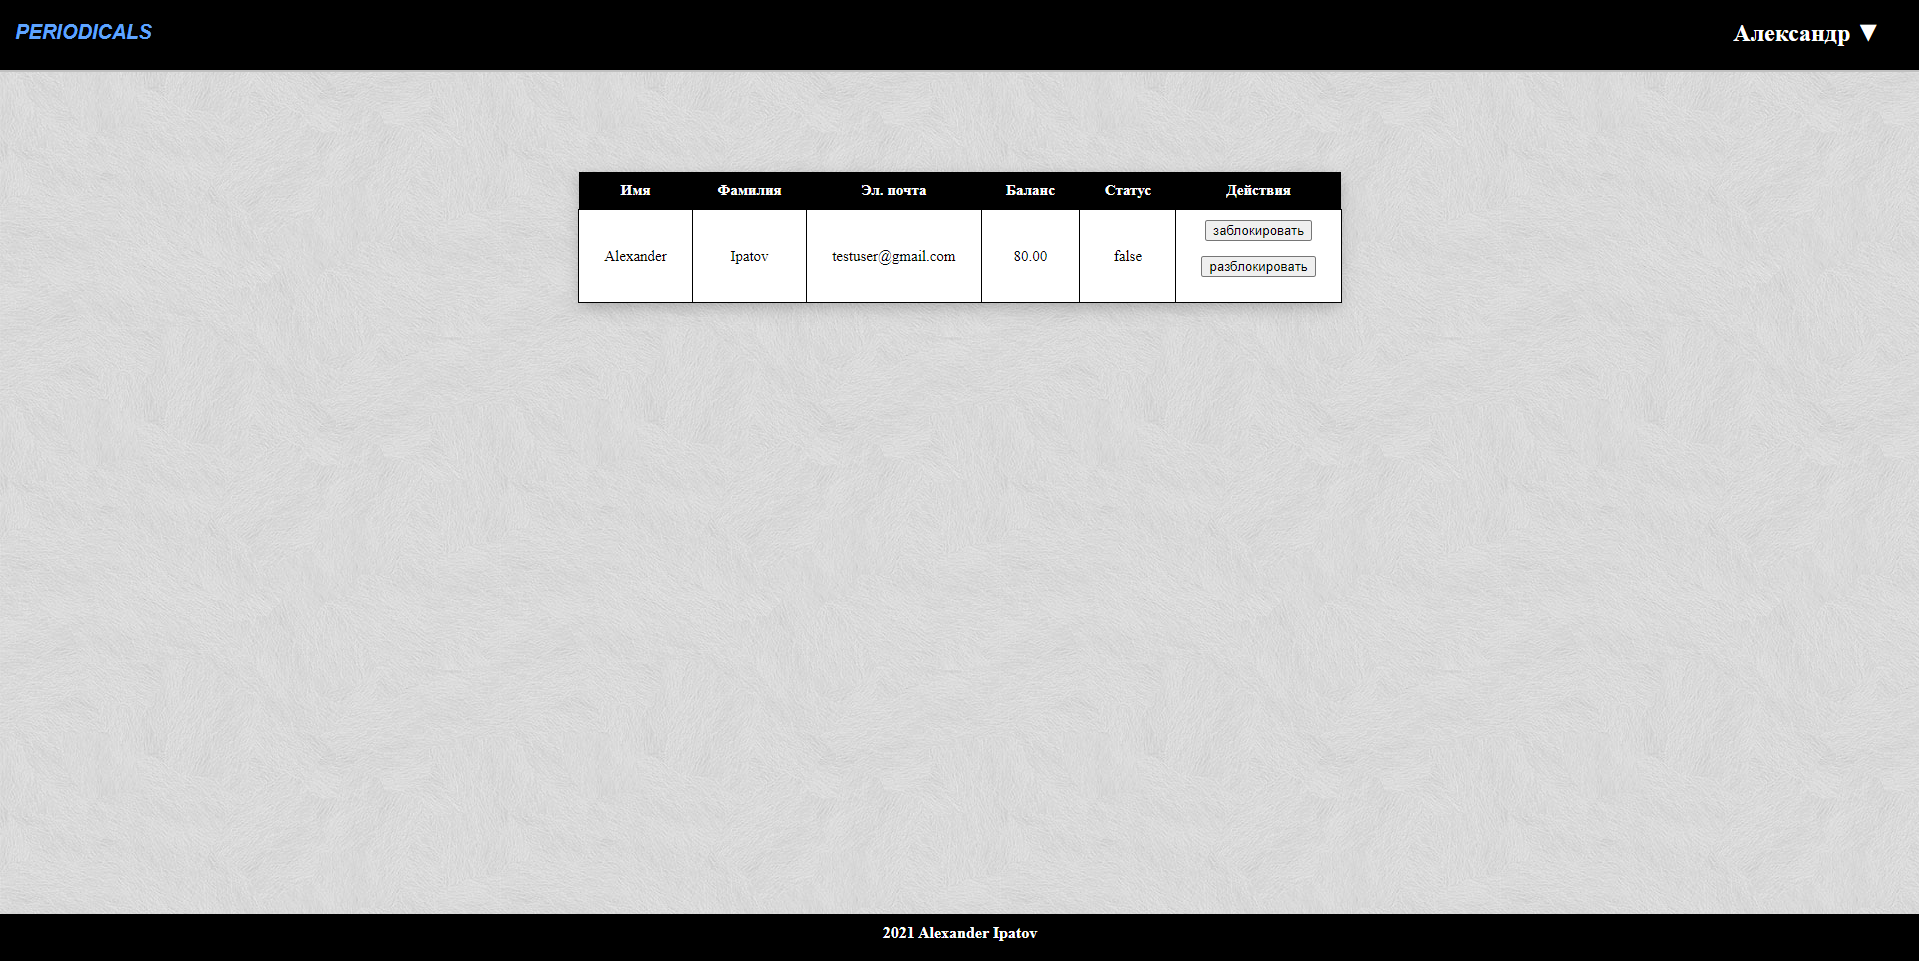 PERIODICALS
Александр ▼
Имя Фамилия Эл. почта Баланс Статус Действия
Alexander Ipatov testuser@gmail.com 80.00 false
заблокировать
разблокировать
2021 Alexander Ipatov